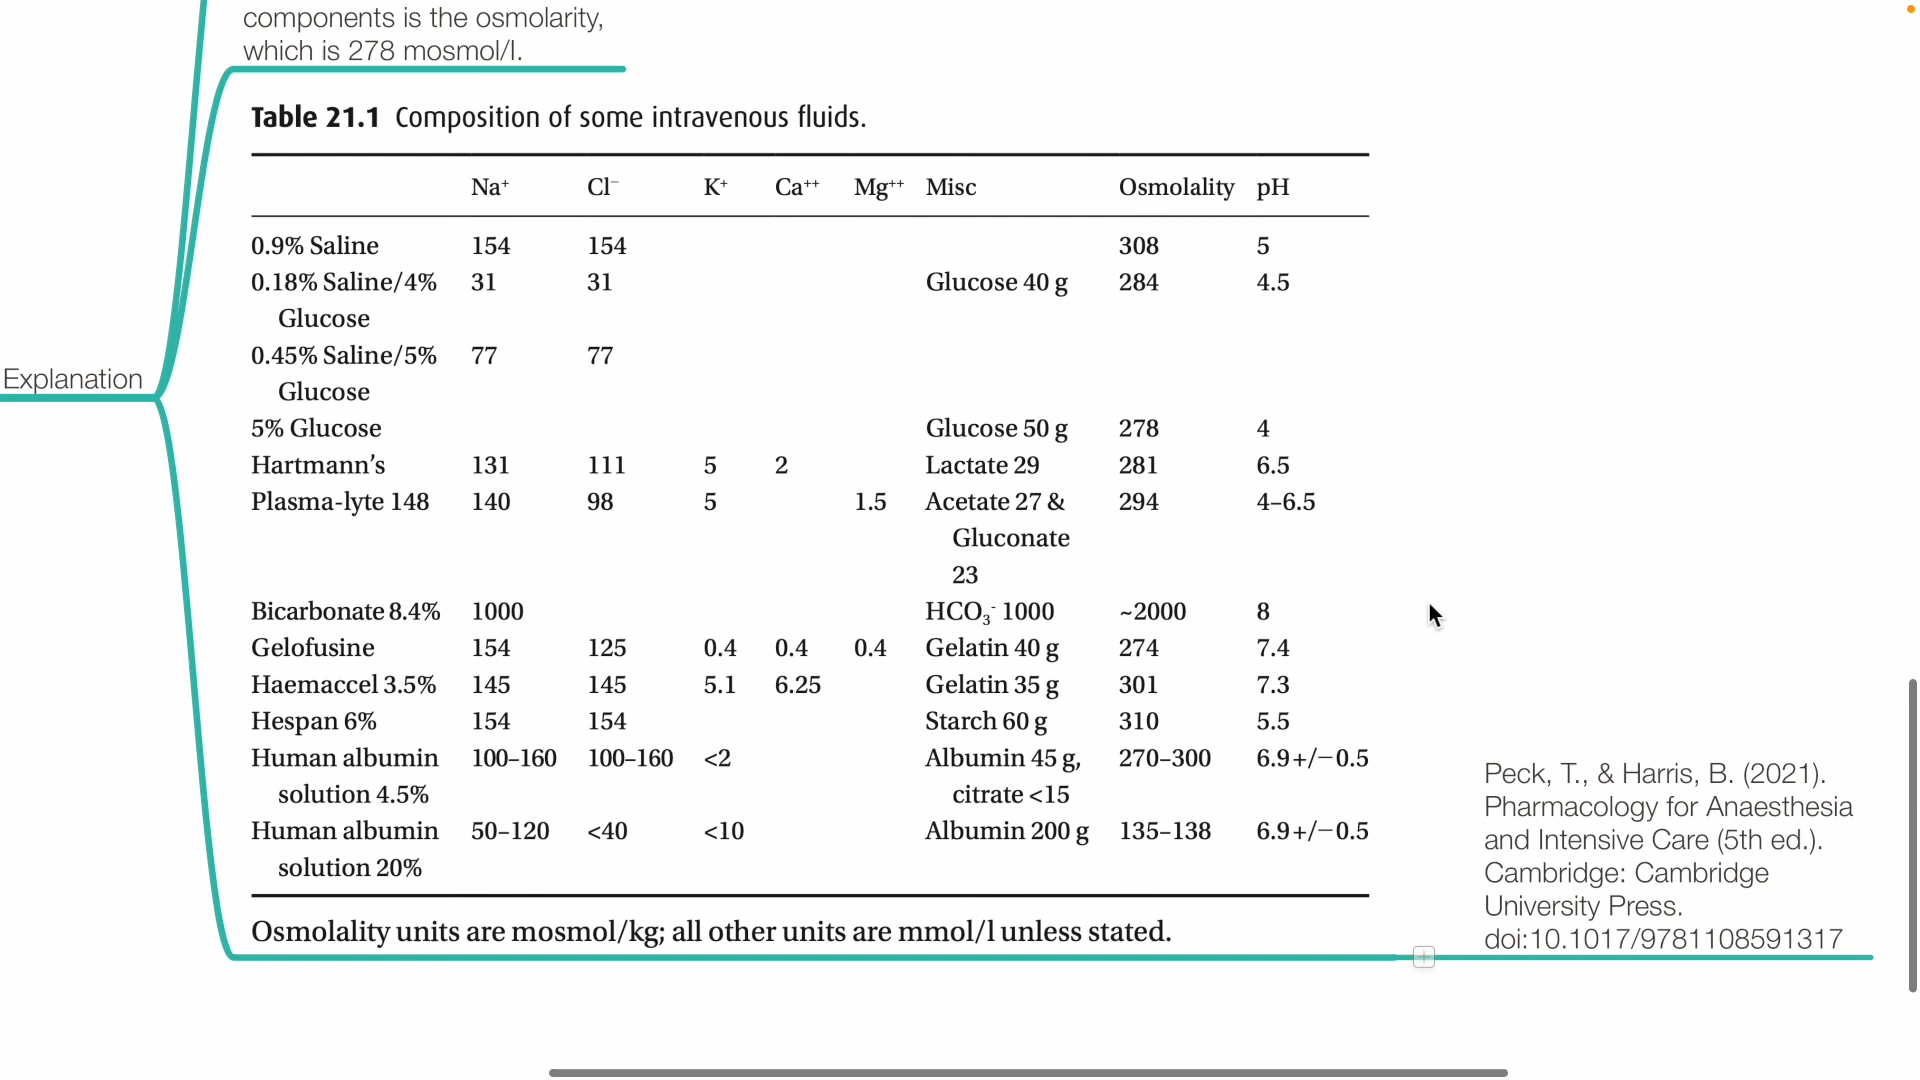 components is the osmolarity,
which is 278 mosmol/l.
Table 21.1 Composition of some intravenous fluids.
Na⁺ Cl⁻ K⁺ Ca⁺⁺ Mg⁺⁺ Misc Osmolality pH
0.9% Saline 154 154 308 5
0.18% Saline/4% 31 31 Glucose 40 g 284 4.5
Glucose
0.45% Saline/5% 77 77
Explanation
Glucose
5% Glucose Glucose 50 g 278 4
Hartmann’s 131 111 5 2 Lactate 29 281 6.5
Plasma-lyte 148 140 98 5 1.5 Acetate 27 & 294 4–6.5
Gluconate
23
Bicarbonate 8.4% 1000 HCO₃⁻ 1000 ~2000 8
Gelofusine 154 125 0.4 0.4 0.4 Gelatin 40 g 274 7.4
Haemaccel 3.5% 145 145 5.1 6.25 Gelatin 35 g 301 7.3
Hespan 6% 154 154 Starch 60 g 310 5.5
Human albumin 100–160 100–160 <2 Albumin 45 g, 270–300 6.9+/−0.5
solution 4.5% citrate <15
Human albumin 50–120 <40 <10 Albumin 200 g 135–138 6.9+/−0.5
solution 20%
Osmolality units are mosmol/kg; all other units are mmol/l unless stated.
Peck, T., & Harris, B. (2021).
Pharmacology for Anaesthesia
and Intensive Care (5th ed.).
Cambridge: Cambridge
University Press.
doi:10.1017/9781108591317